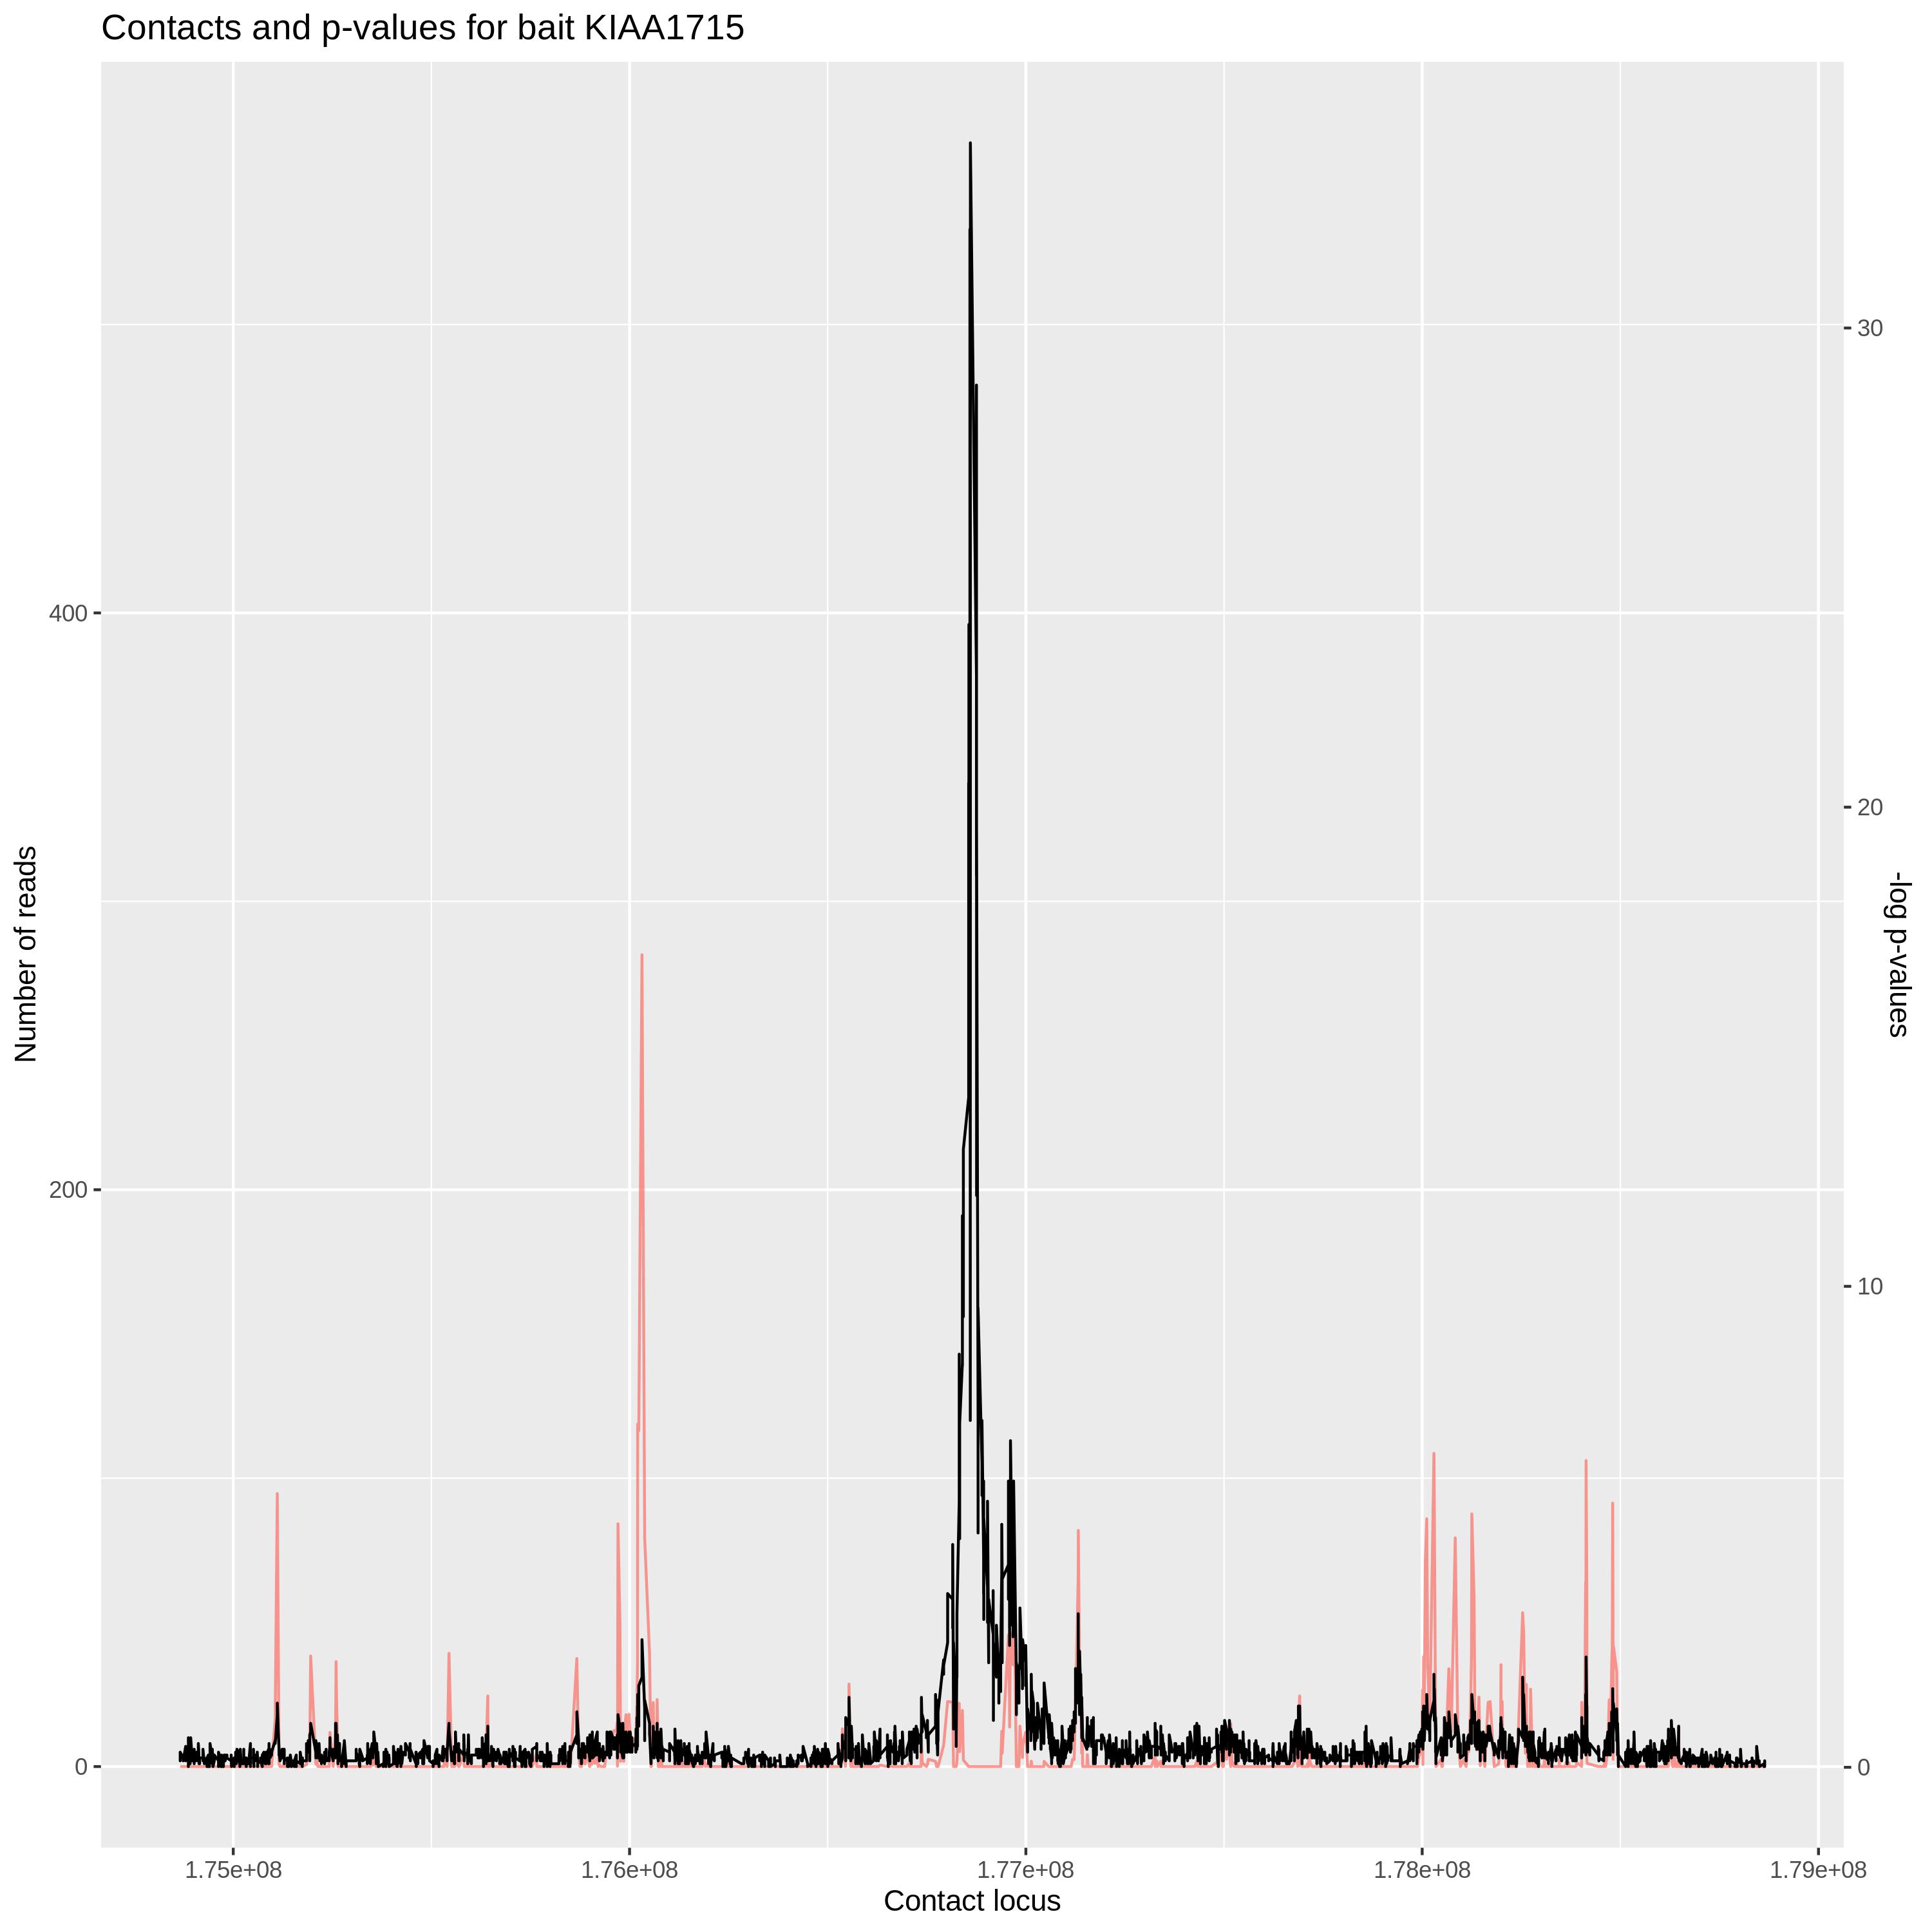 Contacts and p-values for bait KIAA1715
Number of reads
400
200
0
30
20
10
0
-log p-values
1.75e+08
1.76e+08
1.77e+08
1.78e+08
1.79e+08
Contact locus